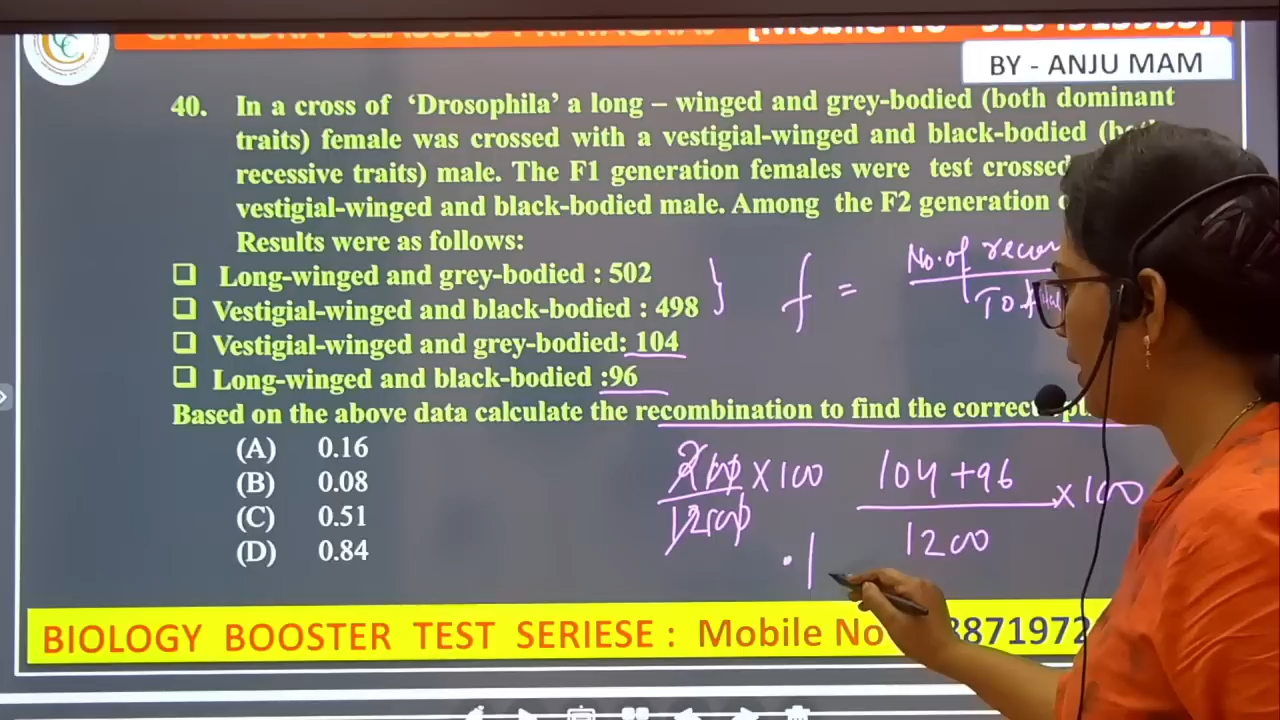 BY - ANJU MAM
40. In a cross of ‘Drosophila’ a long – winged and grey-bodied (both dominant
traits) female was crossed with a vestigial-winged and black-bodied
recessive traits) male. The F1 generation females were test crossed
vestigial-winged and black-bodied male. Among the F2 generation
Results were as follows:
Long-winged and grey-bodied : 502
Vestigial-winged and black-bodied : 498
Vestigial-winged and grey-bodied: 104
Long-winged and black-bodied :96
f = No. of recom
Total
Based on the above data calculate the recombination to find the correct
(A) 0.16
(B) 0.08
(C) 0.51
(D) 0.84
200 x 100
1200
104 + 96 x 100
1200
.1
BIOLOGY BOOSTER TEST SERIESE : Mobile No